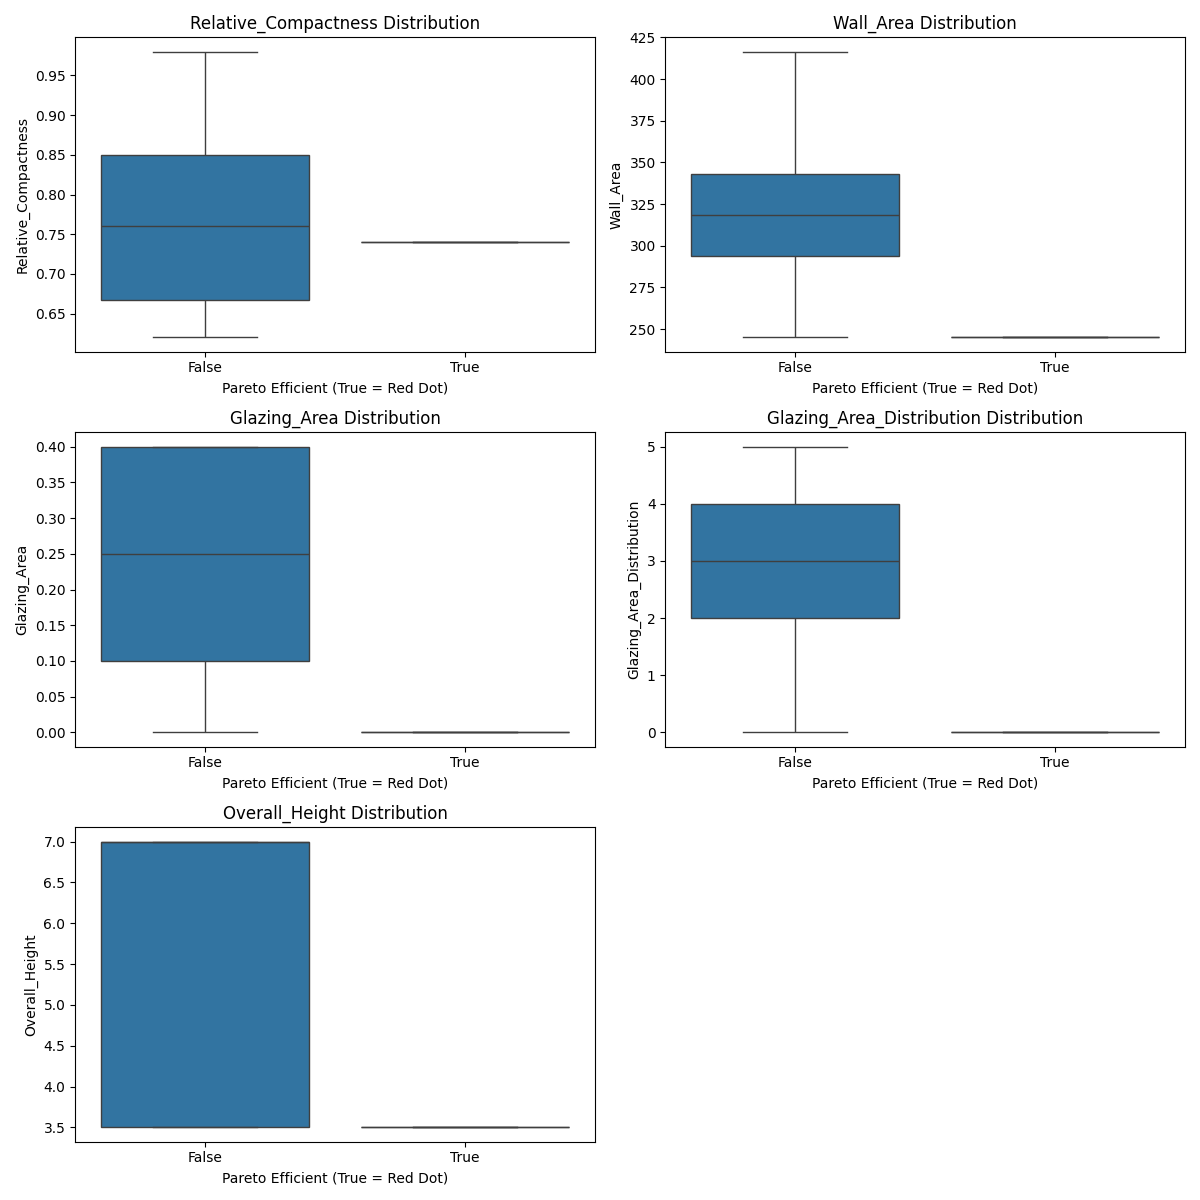 Relative_Compactness Distribution
Relative_Compactness
0.95
0.90
0.85
0.80
0.75
0.70
0.65
False True
Pareto Efficient (True = Red Dot)
Wall_Area Distribution
Wall_Area
425
400
375
350
325
300
275
250
False True
Pareto Efficient (True = Red Dot)
Glazing_Area Distribution
Glazing_Area
0.40
0.35
0.30
0.25
0.20
0.15
0.10
0.05
0.00
False True
Pareto Efficient (True = Red Dot)
Glazing_Area_Distribution Distribution
Glazing_Area_Distribution
5
4
3
2
1
0
False True
Pareto Efficient (True = Red Dot)
Overall_Height Distribution
Overall_Height
7.0
6.5
6.0
5.5
5.0
4.5
4.0
3.5
False True
Pareto Efficient (True = Red Dot)